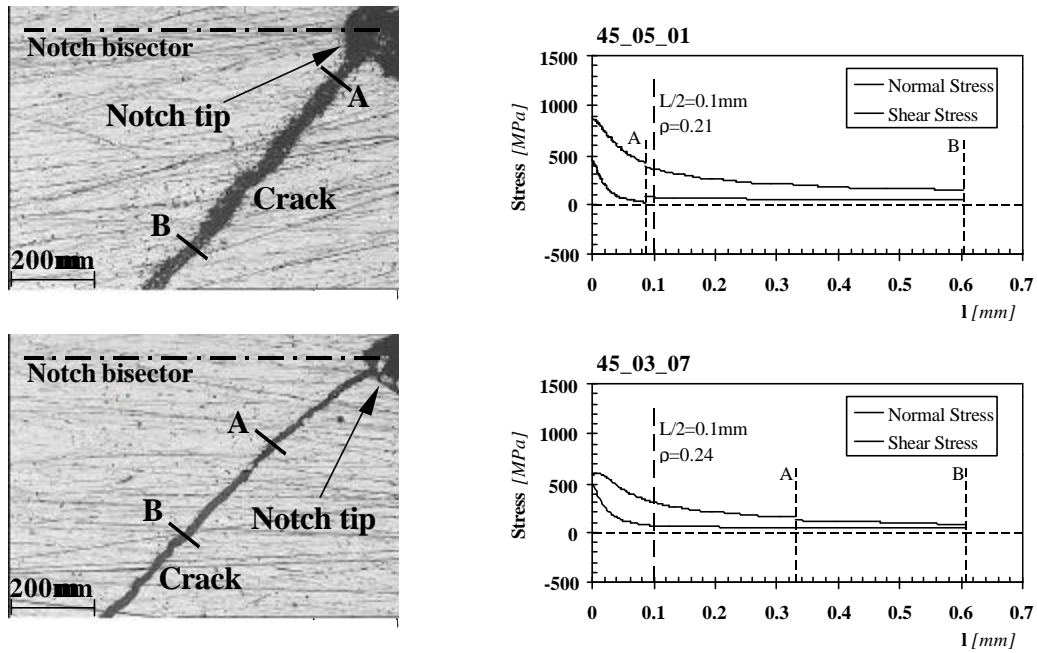 Notch bisector
Notch tip
A
Crack
B
45_05_01
1500
1000
500
0
-500
Stress [MPa]
L/2=0.1mm
ρ=0.21
A
B
Normal Stress
Shear Stress
0 0.1 0.2 0.3 0.4 0.5 0.6 0.7
l [mm]
Notch bisector
A
B
Notch tip
Crack
45_03_07
1500
1000
500
0
-500
Stress [MPa]
L/2=0.1mm
ρ=0.24
A
B
Normal Stress
Shear Stress
0 0.1 0.2 0.3 0.4 0.5 0.6 0.7
l [mm]